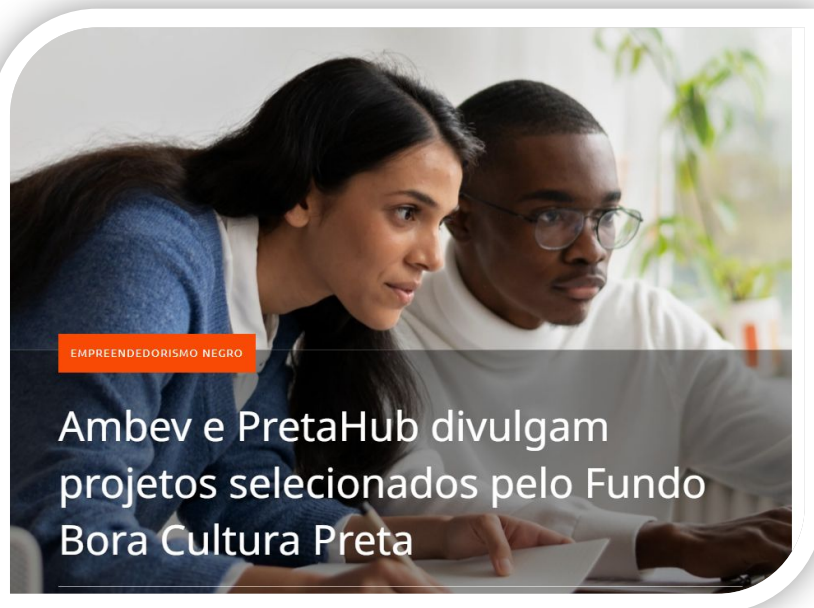 EMPREENDEDORISMO NEGRO
Ambev e PretaHub divulgam
projetos selecionados pelo Fundo
Bora Cultura Preta